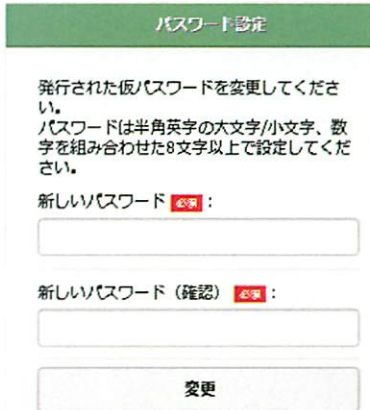 パスワード設定
発行された仮パスワードを変更してくださ
い。
パスワードは半角英字の大文字/小文字、数
字を組み合わせた8文字以上で設定してくだ
さい。
新しいパスワード 必須 :
新しいパスワード（確認） 必須 :
変更